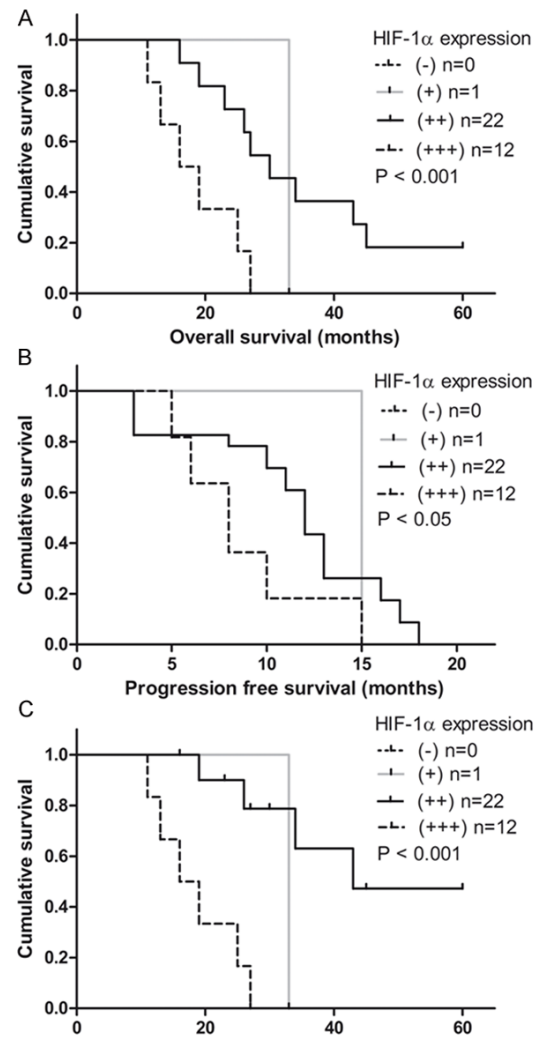 A
HIF-1α expression
(-) n=0
(+) n=1
(++) n=22
(+++) n=12
P < 0.001
Cumulative survival
1.0
0.8
0.6
0.4
0.2
0.0
0 20 40 60
Overall survival (months)
B
HIF-1α expression
(-) n=0
(+) n=1
(++) n=22
(+++) n=12
P < 0.05
Cumulative survival
1.0
0.8
0.6
0.4
0.2
0.0
0 5 10 15 20
Progression free survival (months)
C
HIF-1α expression
(-) n=0
(+) n=1
(++) n=22
(+++) n=12
P < 0.001
Cumulative survival
1.0
0.8
0.6
0.4
0.2
0.0
0 20 40 60